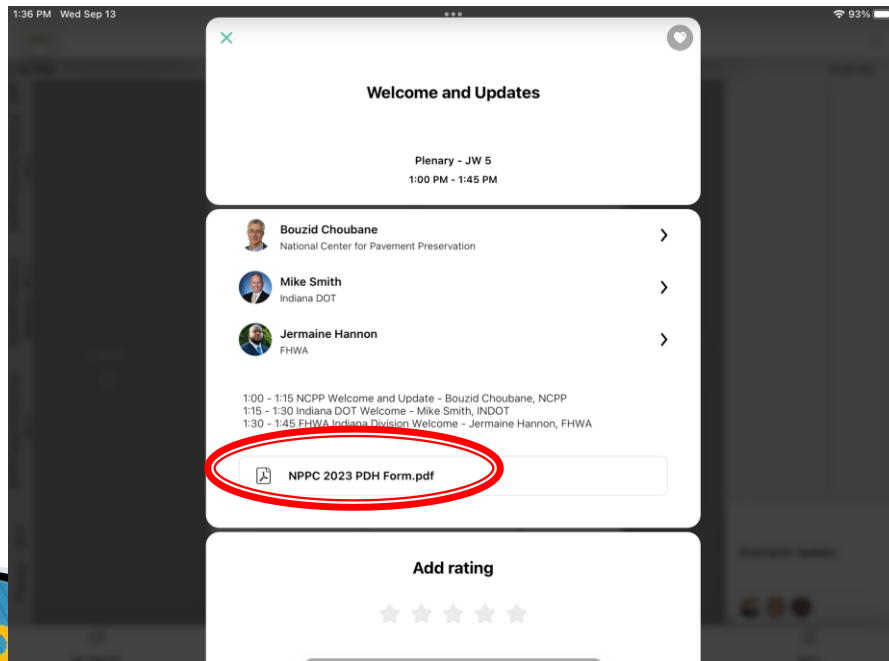 1:36 PM Wed Sep 13
93%
Welcome and Updates
Plenary - JW 5
1:00 PM - 1:45 PM
Bouzid Choubane
National Center for Pavement Preservation
Mike Smith
Indiana DOT
Jermaine Hannon
FHWA
1:00 - 1:15 NCPP Welcome and Update - Bouzid Choubane, NCPP
1:15 - 1:30 Indiana DOT Welcome - Mike Smith, INDOT
1:30 - 1:45 FHWA Indiana Division Welcome - Jermaine Hannon, FHWA
NPPC 2023 PDH Form.pdf
Add rating